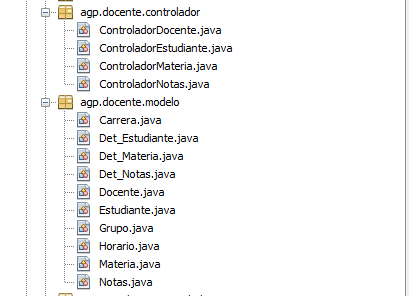 agp.docente.controlador
ControladorDocente.java
ControladorEstudiante.java
ControladorMateria.java
ControladorNotas.java
agp.docente.modelo
Carrera.java
Det_Estudiante.java
Det_Materia.java
Det_Notas.java
Docente.java
Estudiante.java
Grupo.java
Horario.java
Materia.java
Notas.java